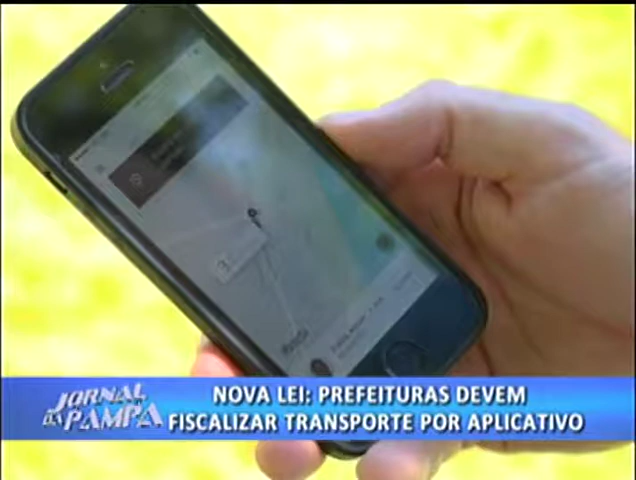 JORNAL
DA PAMPA
NOVA LEI: PREFEITURAS DEVEM
FISCALIZAR TRANSPORTE POR APLICATIVO